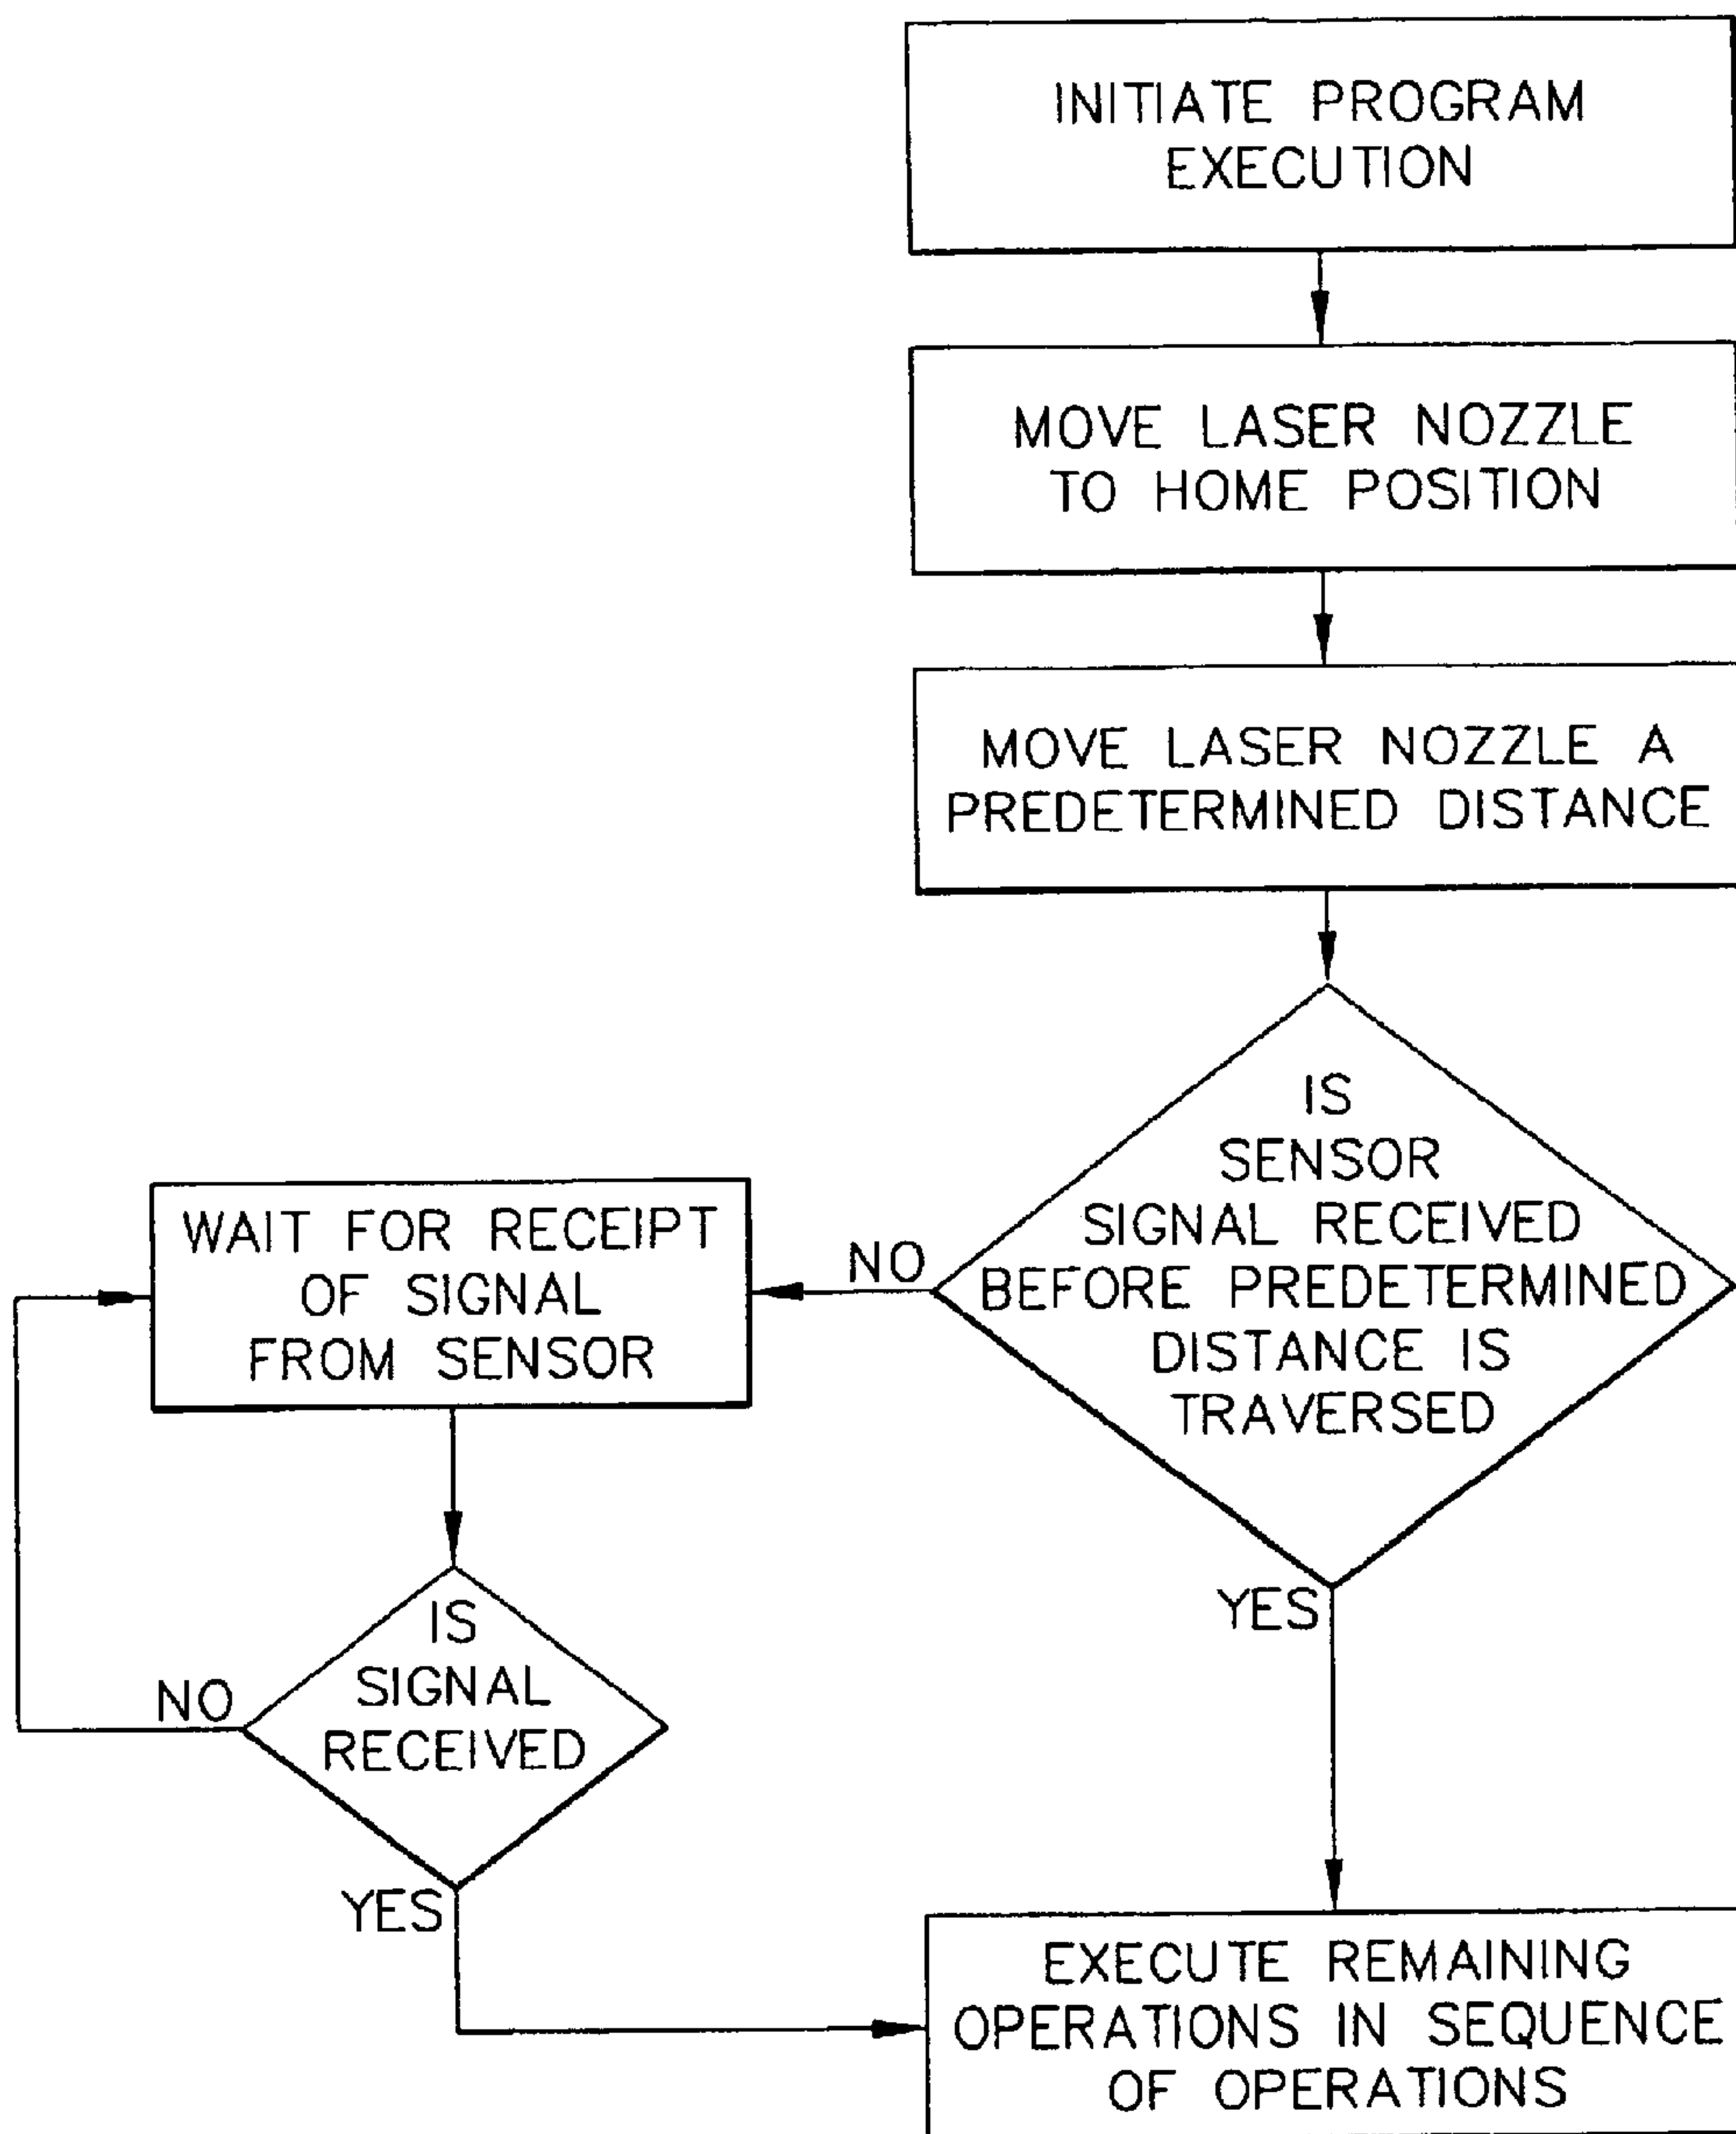 INITIATE PROGRAM
EXECUTION
MOVE LASER NOZZLE
TO HOME POSITION
MOVE LASER NOZZLE A
PREDETERMINED DISTANCE
IS
SENSOR
SIGNAL RECEIVED
BEFORE PREDETERMINED
DISTANCE IS
TRAVERSED
NO
WAIT FOR RECEIPT
OF SIGNAL
FROM SENSOR
YES
IS
SIGNAL
RECEIVED
NO
YES
EXECUTE REMAINING
OPERATIONS IN SEQUENCE
OF OPERATIONS